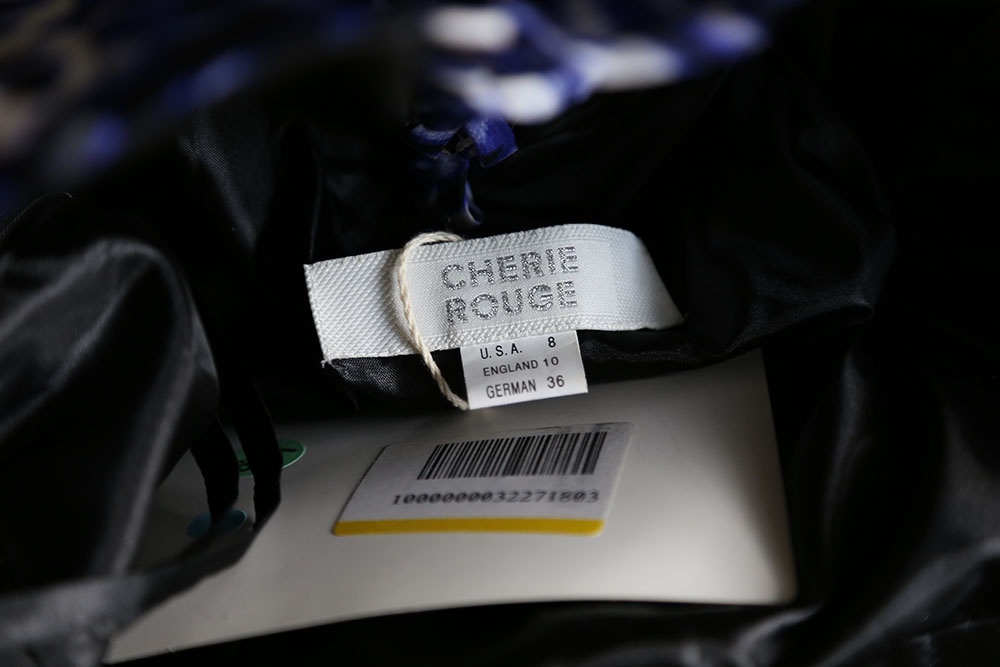 CHERIE
ROUGE
U.S.A. 8
ENGLAND 10
GERMAN 36
1000000032271803